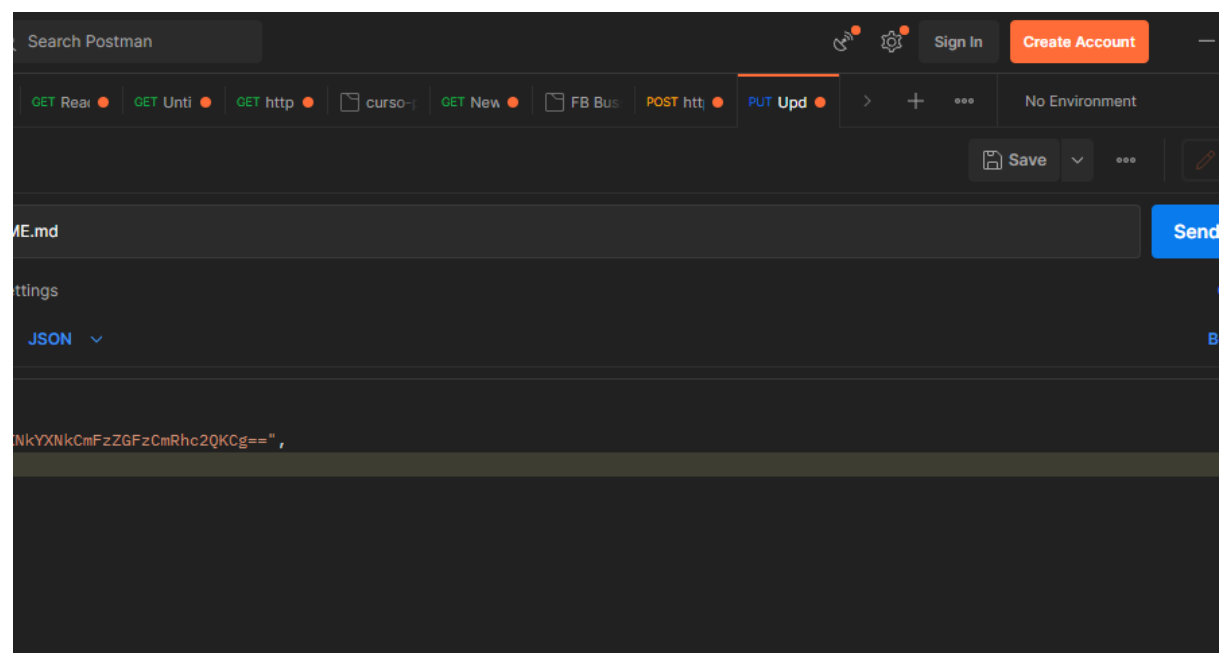 Search Postman
Sign In
Create Account
GET Read
GET Unti
GET http
curso-p
GET New
FB Bus
POST htt
PUT Upd
No Environment
Save
ME.md
Send
ttings
JSON
B
NkYXNkCmFzZGFzCmRhc2QKCg==",